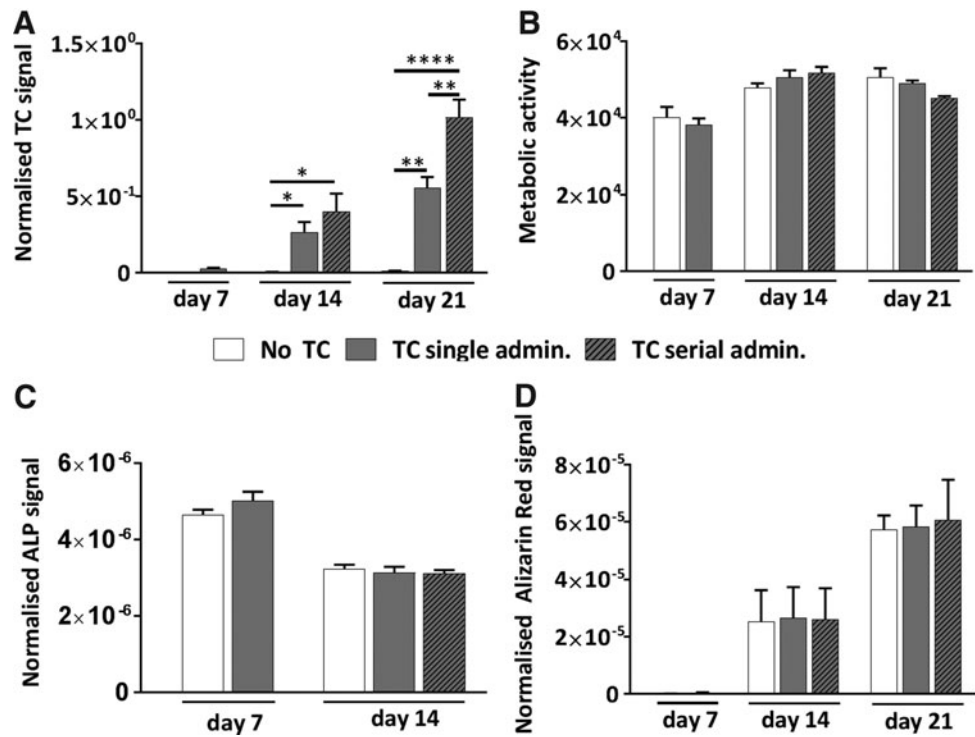 A
Normalised TC signal
1.5×10⁰
1×10⁰
5×10⁻¹
0
****
**
**
*
*
day 7 day 14 day 21
B
Metabolic activity
6×10⁴
4×10⁴
2×10⁴
0
day 7 day 14 day 21
No TC TC single admin. TC serial admin.
C
Normalised ALP signal
6×10⁻⁶
4×10⁻⁶
2×10⁻⁶
0
day 7 day 14
D
Normalised Alizarin Red signal
8×10⁻⁵
6×10⁻⁵
4×10⁻⁵
2×10⁻⁵
0
day 7 day 14 day 21